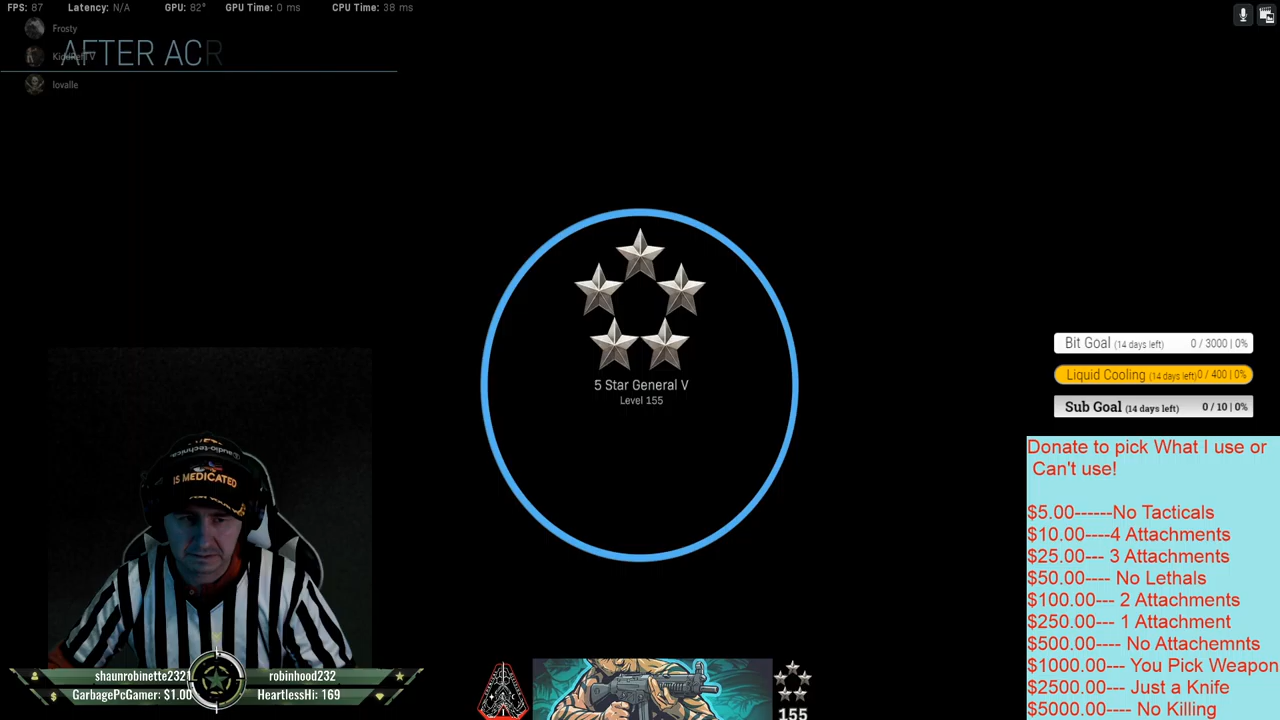 FPS: 87 Latency: N/A GPU: 82° GPU Time: 0 ms CPU Time: 38 ms
Frosty
AFTER ACR
lovalle
5 Star General V
Level 155
Bit Goal (14 days left) 0 / 3000 | 0%
Liquid Cooling (14 days left) 0 / 400 | 0%
Sub Goal (14 days left) 0 / 10 | 0%
Donate to pick What I use or
Can't use!
$5.00------No Tacticals
$10.00----4 Attachments
$25.00--- 3 Attachments
$50.00---- No Lethals
$100.00--- 2 Attachments
$250.00--- 1 Attachment
$500.00---- No Attachemnts
$1000.00--- You Pick Weapon
$2500.00--- Just a Knife
$5000.00---- No Killing
audio-technica
IS MEDICATED
shaunrobinette2321 robinhood232
GarbagePcGamer: $1.00 HeartlessHi: 169
155